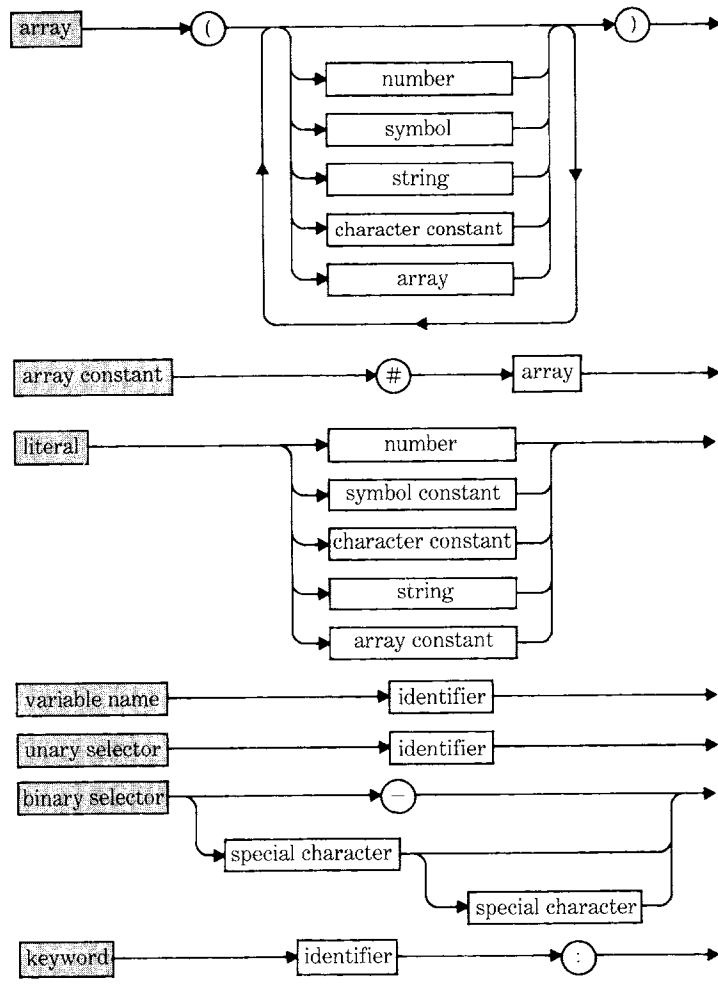 array ( )
number
symbol
string
character constant
array
array constant # array
literal number
symbol constant
character constant
string
array constant
variable name identifier
unary selector identifier
binary selector −
special character
special character
keyword identifier :